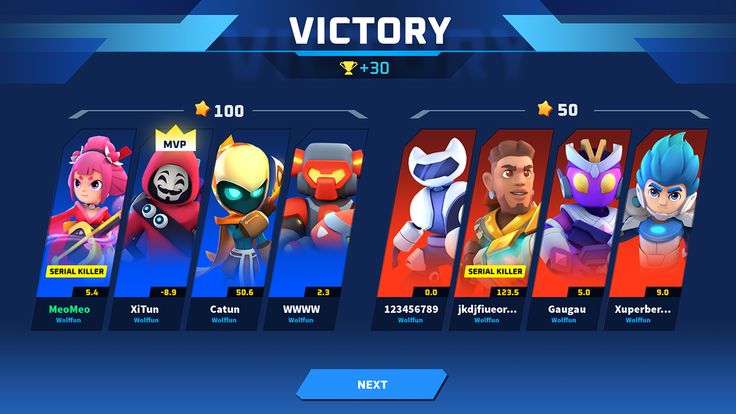 VICTORY
+30
100
50
MVP
SERIAL KILLER
5.4
-8.9
50.6
2.3
MeoMeo
XiTun
Catun
WWWW
Wolffun
Wolffun
Wolffun
Wolffun
SERIAL KILLER
0.0
123.5
5.0
9.0
123456789
jkdjfiueor...
Gaugau
Xuperber...
Wolffun
Wolffun
Wolffun
Wolffun
NEXT